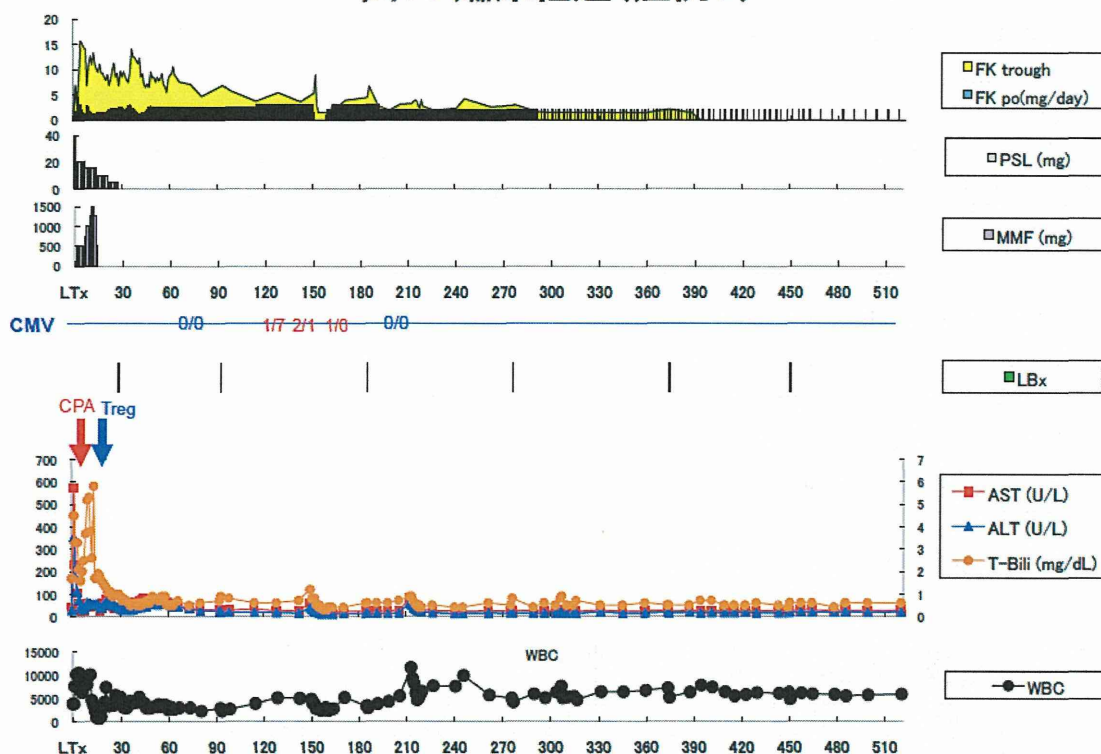 20
15
10
5
0
FK trough
FK po(mg/day)
40
20
0
PSL (mg)
1500
1000
500
0
MMF (mg)
LTx 30 60 90 120 150 180 210 240 270 300 330 360 390 420 450 480 510
CMV 0/0 1/7 2/1 1/0 0/0
LBx
CPA Treg
700 7
600 6
500 5
400 4
300 3
200 2
100 1
0 0
AST (U/L)
ALT (U/L)
T-Bili (mg/dL)
WBC
15000
10000
5000
0
WBC
LTx 30 60 90 120 150 180 210 240 270 300 330 360 390 420 450 480 510